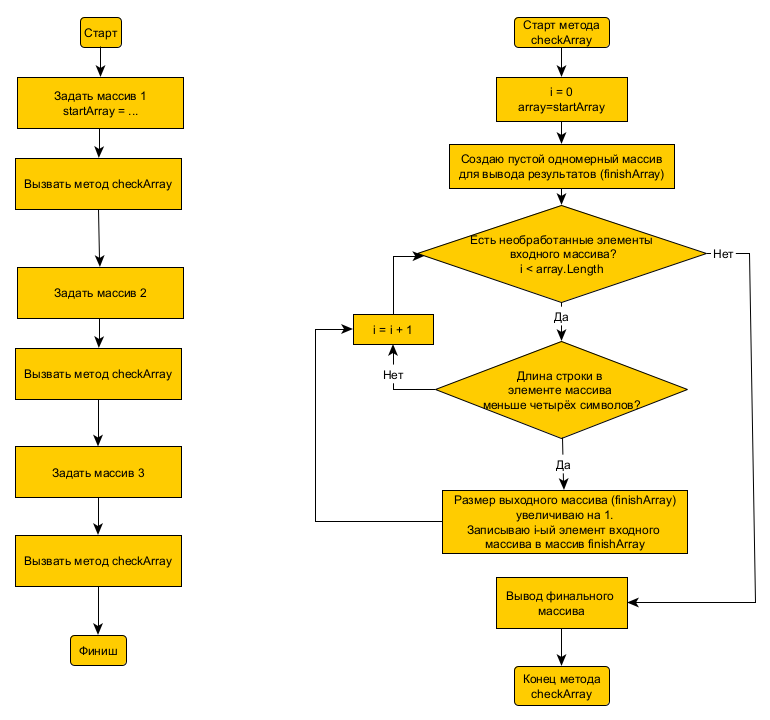 Старт
Задать массив 1
startArray = ...
Вызвать метод checkArray
Задать массив 2
Вызвать метод checkArray
Задать массив 3
Вызвать метод checkArray
Финиш
Старт метода
checkArray
i = 0
array=startArray
Создаю пустой одномерный массив
для вывода результатов (finishArray)
Есть необработанные элементы
входного массива?
i < array.Length
Нет
Да
i = i + 1
Нет
Длина строки в
элементе массива
меньше четырёх символов?
Да
Размер выходного массива (finishArray)
увеличиваю на 1.
Записываю i-ый элемент входного
массива в массив finishArray
Вывод финального
массива
Конец метода
checkArray